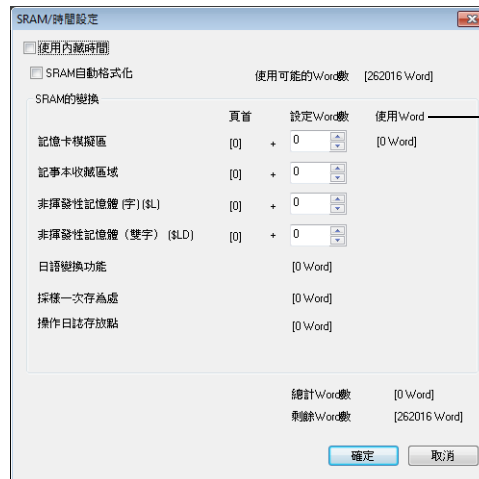 SRAM/時間設定
使用內藏時間
SRAM自動格式化 使用可能的Word數 [262016 Word]
SRAM的變換
頁首 設定Word數 使用Word
記憶卡模擬區 [0] + 0 [0 Word]
記事本收藏區域 [0] + 0
非揮發性記憶體 (字) ($L) [0] + 0
非揮發性記憶體（雙字） ($LD) [0] + 0
日語變換功能 [0 Word]
採樣一次存為處 [0 Word]
操作日誌存放點 [0 Word]
總計Word數 [0 Word]
剩餘Word數 [262016 Word]
確定 取消